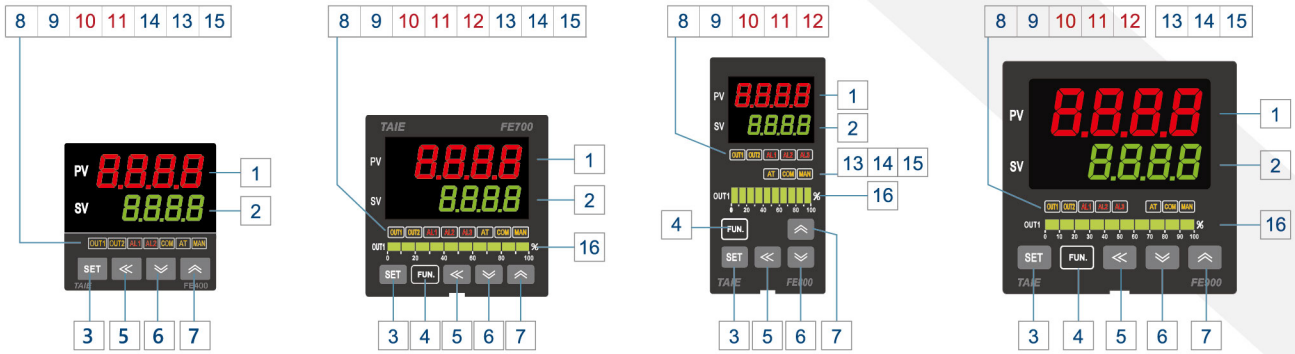 8 9 10 11 14 13 15
PV 8.8.8.8 1
SV 8.8.8.8 2
OUT1 OUT2 AL1 AL2 COM AT MAN
SET
TAIE FE400
3 5 6 7
8 9 10 11 12 13 14 15
TAIE FE700
PV 8.8.8.8 1
SV 8.8.8.8 2
OUT1 OUT2 AL1 AL2 AL3 AT COM MAN
OUT1 % 16
0 20 40 60 80 100
SET FUN.
3 4 5 6 7
8 9 10 11 12
PV 8.8.8.8 1
SV 8.8.8.8 2
OUT1 OUT2 AL1 AL2 AL3
AT COM MAN 13 14 15
OUT1 % 16
0 20 40 60 80 100
4 FUN.
SET
TAIE FE800
3 5 6 7
8 9 10 11 12 13 14 15
PV 8.8.8.8 1
SV 8.8.8.8 2
OUT1 OUT2 AL1 AL2 AL3 AT COM MAN
OUT1 % 16
0 10 20 30 40 50 60 70 80 90 100
SET FUN.
TAIE FE900
3 4 5 6 7